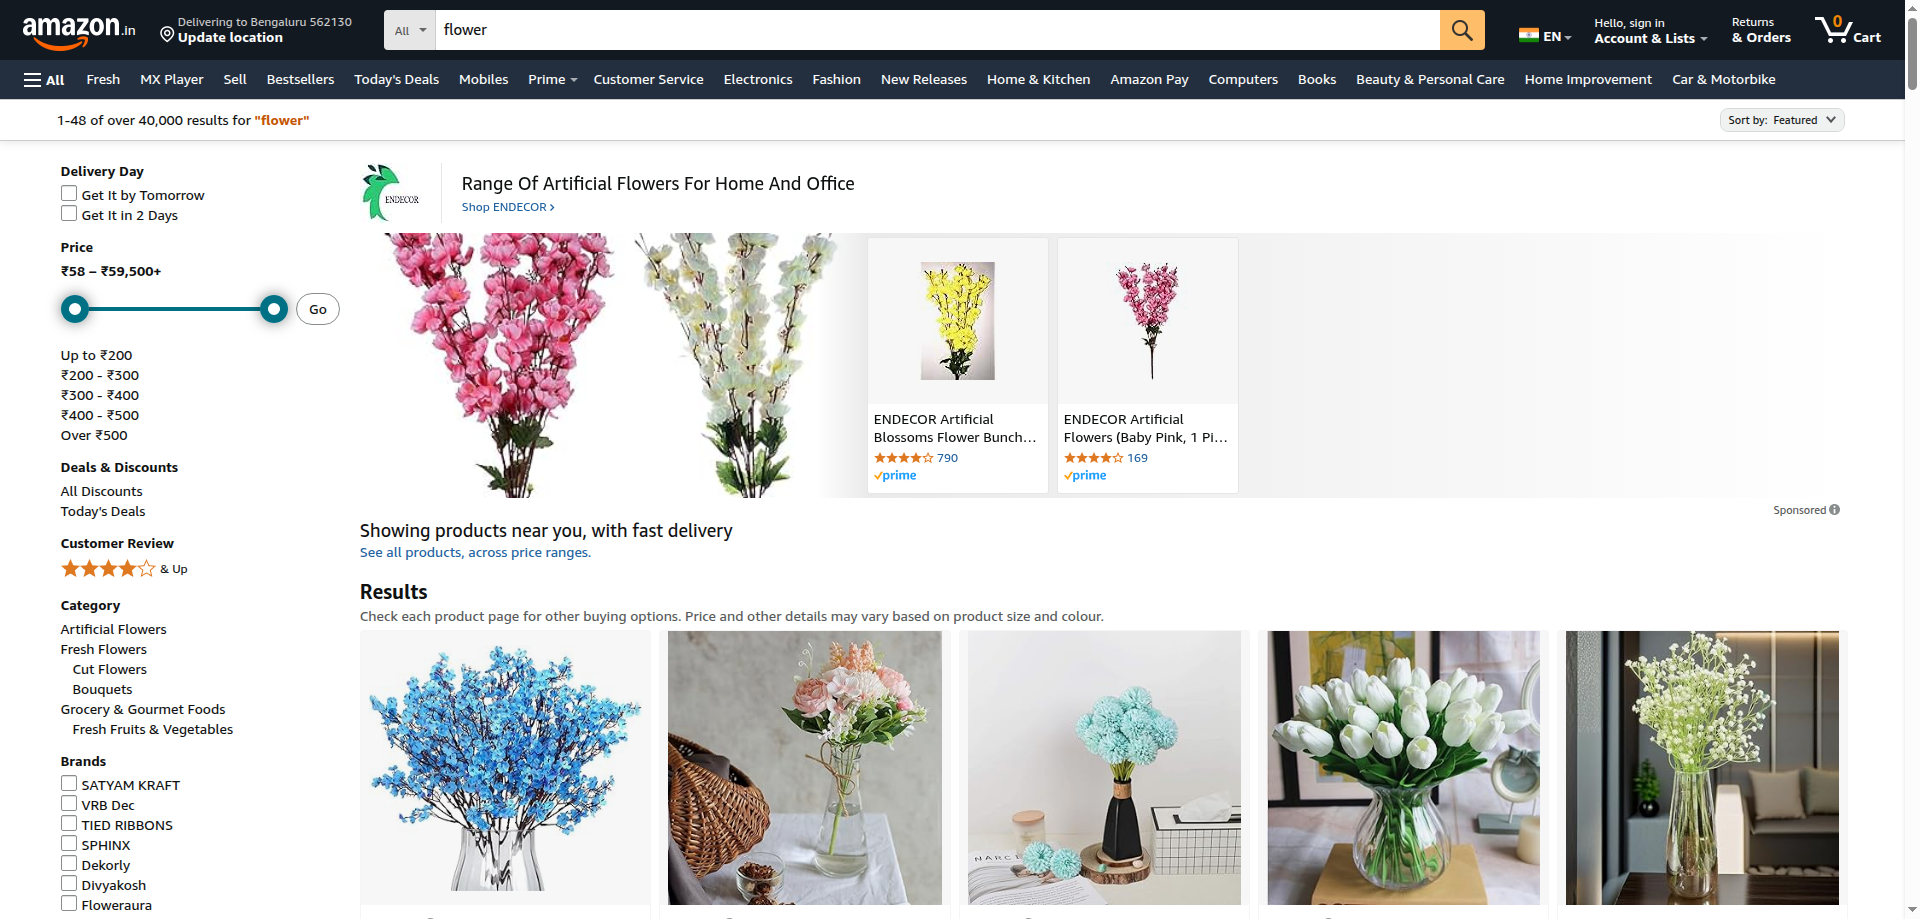 amazon.in
Delivering to Bengaluru 562130
Update location
All
flower
EN
Hello, sign in
Account & Lists
Returns
& Orders
0
Cart
All
Fresh
MX Player
Sell
Bestsellers
Today's Deals
Mobiles
Prime
Customer Service
Electronics
Fashion
New Releases
Home & Kitchen
Amazon Pay
Computers
Books
Beauty & Personal Care
Home Improvement
Car & Motorbike
1-48 of over 40,000 results for "flower"
Sort by: Featured
Delivery Day
Get It by Tomorrow
Get It in 2 Days
Price
₹58 – ₹59,500+
Go
Up to ₹200
₹200 - ₹300
₹300 - ₹400
₹400 - ₹500
Over ₹500
Deals & Discounts
All Discounts
Today's Deals
Customer Review
& Up
Category
Artificial Flowers
Fresh Flowers
Cut Flowers
Bouquets
Grocery & Gourmet Foods
Fresh Fruits & Vegetables
Brands
SATYAM KRAFT
VRB Dec
TIED RIBBONS
SPHINX
Dekorly
Divyakosh
Floweraura
ENDECOR
Range Of Artificial Flowers For Home And Office
Shop ENDECOR ›
ENDECOR Artificial
Blossoms Flower Bunch...
790
prime
ENDECOR Artificial
Flowers (Baby Pink, 1 Pi...
169
prime
Sponsored
Showing products near you, with fast delivery
See all products, across price ranges.
Results
Check each product page for other buying options. Price and other details may vary based on product size and colour.